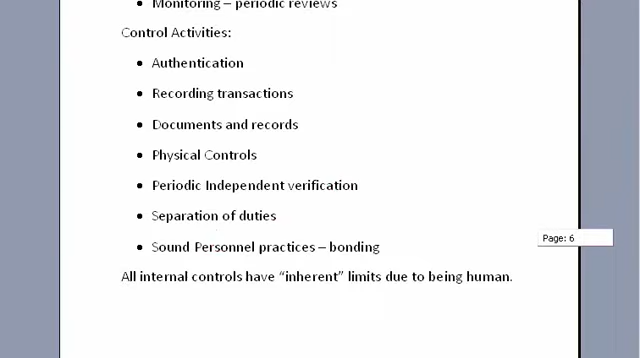 • Monitoring – periodic reviews
Control Activities:
• Authentication
• Recording transactions
• Documents and records
• Physical Controls
• Periodic Independent verification
• Separation of duties
Page: 6
• Sound Personnel practices – bonding
All internal controls have “inherent” limits due to being human.